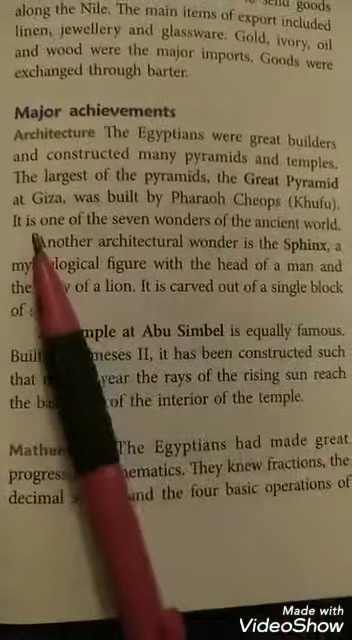 to send goods
along the Nile. The main items of export included
linen, jewellery and glassware. Gold, ivory, oil
and wood were the major imports. Goods were
exchanged through barter.
Major achievements
Architecture The Egyptians were great builders
and constructed many pyramids and temples.
The largest of the pyramids, the Great Pyramid
at Giza, was built by Pharaoh Cheops (Khufu).
It is one of the seven wonders of the ancient world.
Another architectural wonder is the Sphinx, a
figure with the head of a man and
the of a lion. It is carved out of a single block
of
at Abu Simbel is equally famous.
II, it has been constructed such
that year the rays of the rising sun reach
the of the interior of the temple.
The Egyptians had made great
progress They knew fractions, the
decimal and the four basic operations of
Made with
VideoShow